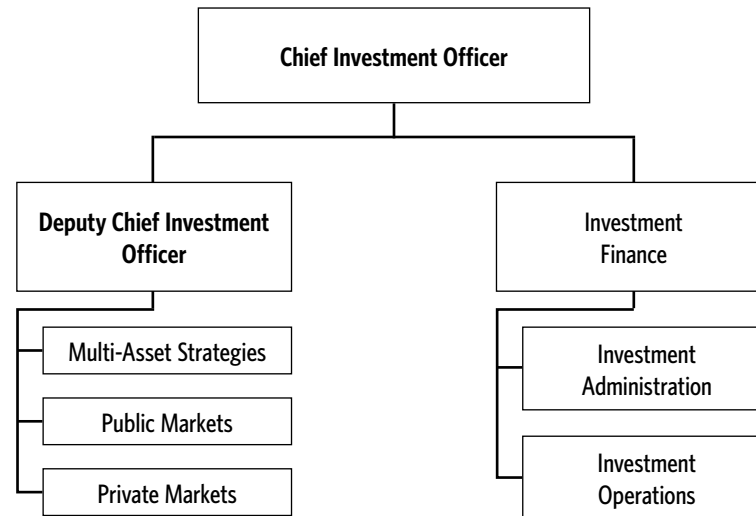 Chief Investment Officer
Deputy Chief Investment
Officer
Multi-Asset Strategies
Public Markets
Private Markets
Investment
Finance
Investment
Administration
Investment
Operations